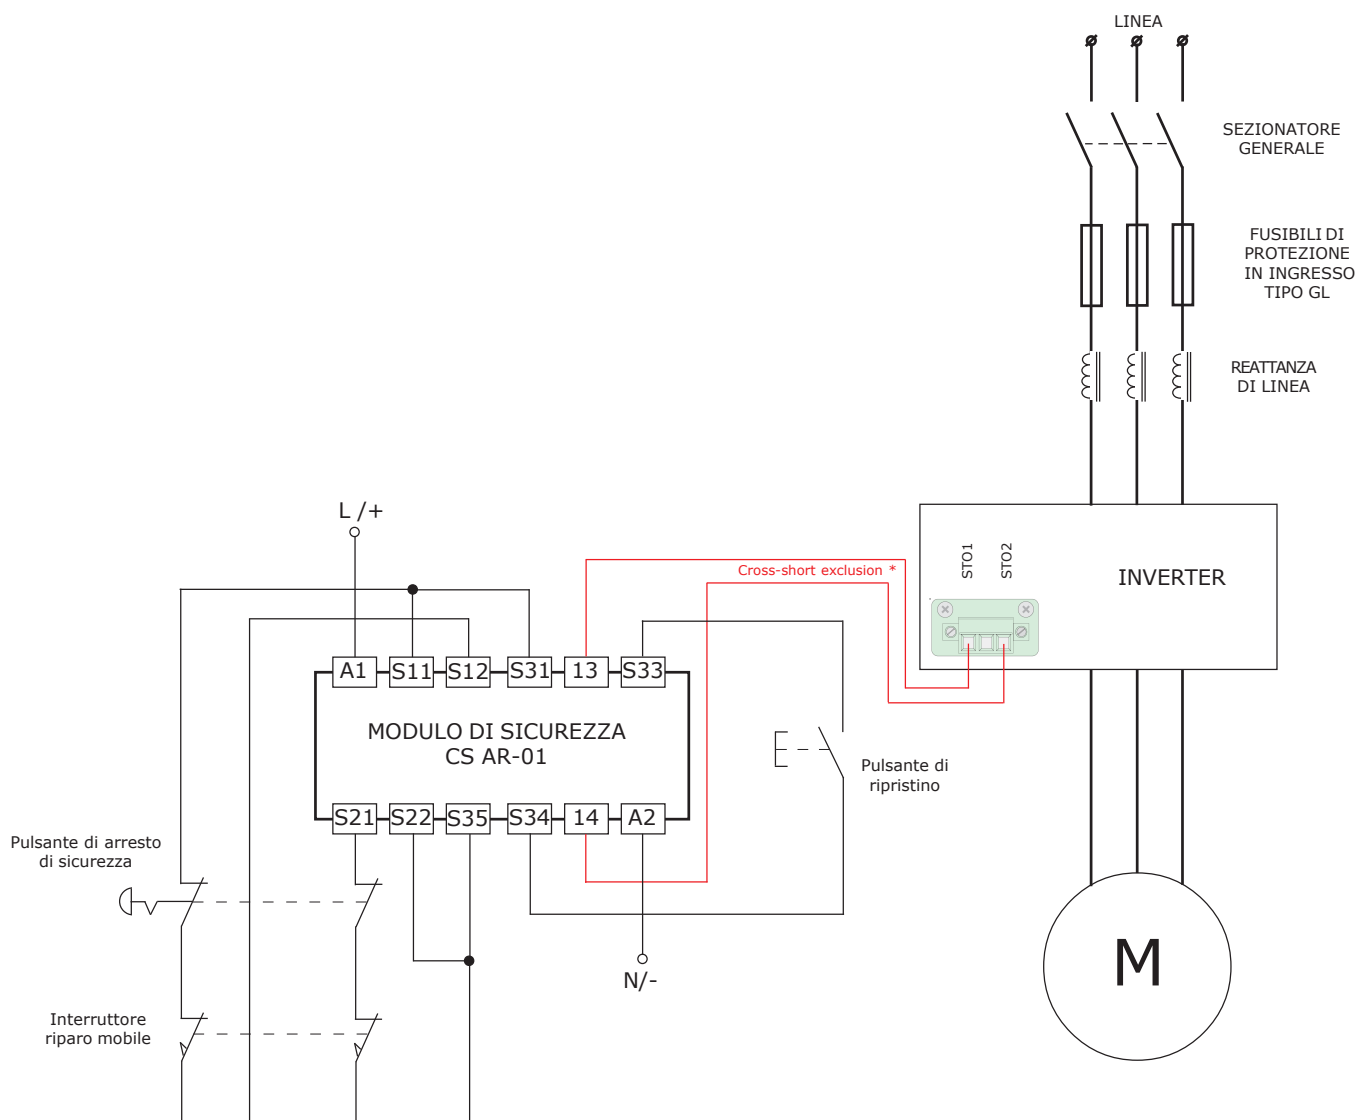 LINEA
SEZIONATORE
GENERALE
FUSIBILI DI
PROTEZIONE
IN INGRESSO
TIPO GL
REATTANZA
DI LINEA
L /+
Cross-short exclusion *
STO1
STO2
INVERTER
A1
S11
S12
S31
13
S33
MODULO DI SICUREZZA
CS AR-01
S21
S22
S35
S34
14
A2
Pulsante di
ripristino
Pulsante di arresto
di sicurezza
N/-
M
Interruttore
riparo mobile